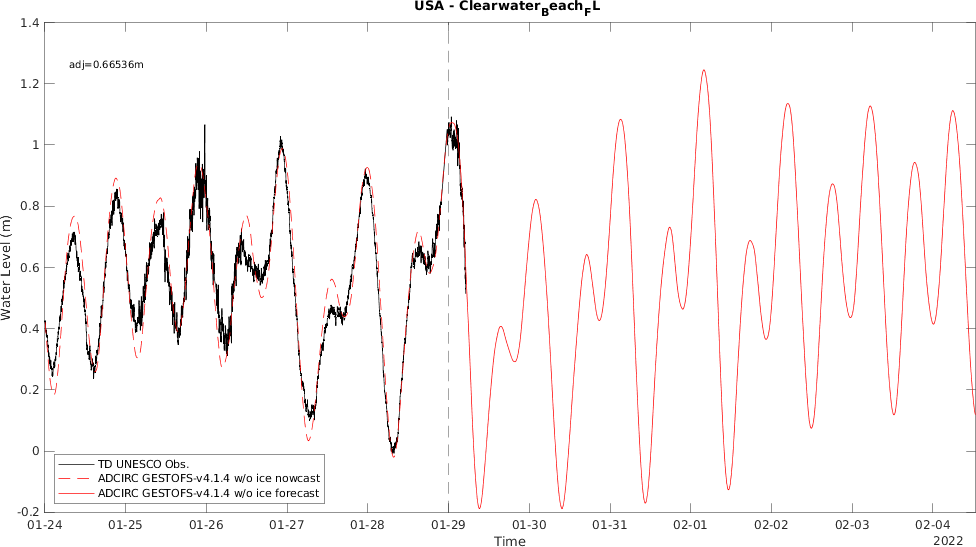 USA - Clearwater_Beach_FL
adj=0.66536m
1.4
1.2
1
0.8
0.6
0.4
0.2
0
-0.2
Water Level (m)
TD UNESCO Obs.
ADCIRC GESTOFS-v4.1.4 w/o ice nowcast
ADCIRC GESTOFS-v4.1.4 w/o ice forecast
01-24 01-25 01-26 01-27 01-28 01-29 01-30 01-31 02-01 02-02 02-03 02-04
Time
2022